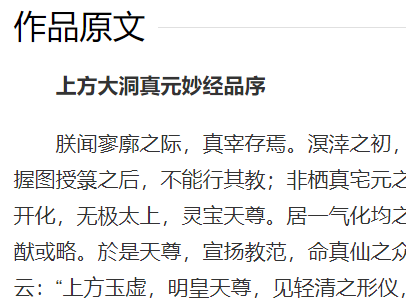 作品原文
上方大洞真元妙经品序
朕闻寥廓之际，真宰存焉。溟涬之初，
握图授箓之后，不能行其教；非栖真宅元之
开化，无极太上，灵宝天尊。居一气化均之
猷或略。於是天尊，宣扬教范，命真仙之众
云：“上方玉虚，明皇天尊，见轻清之形仪，